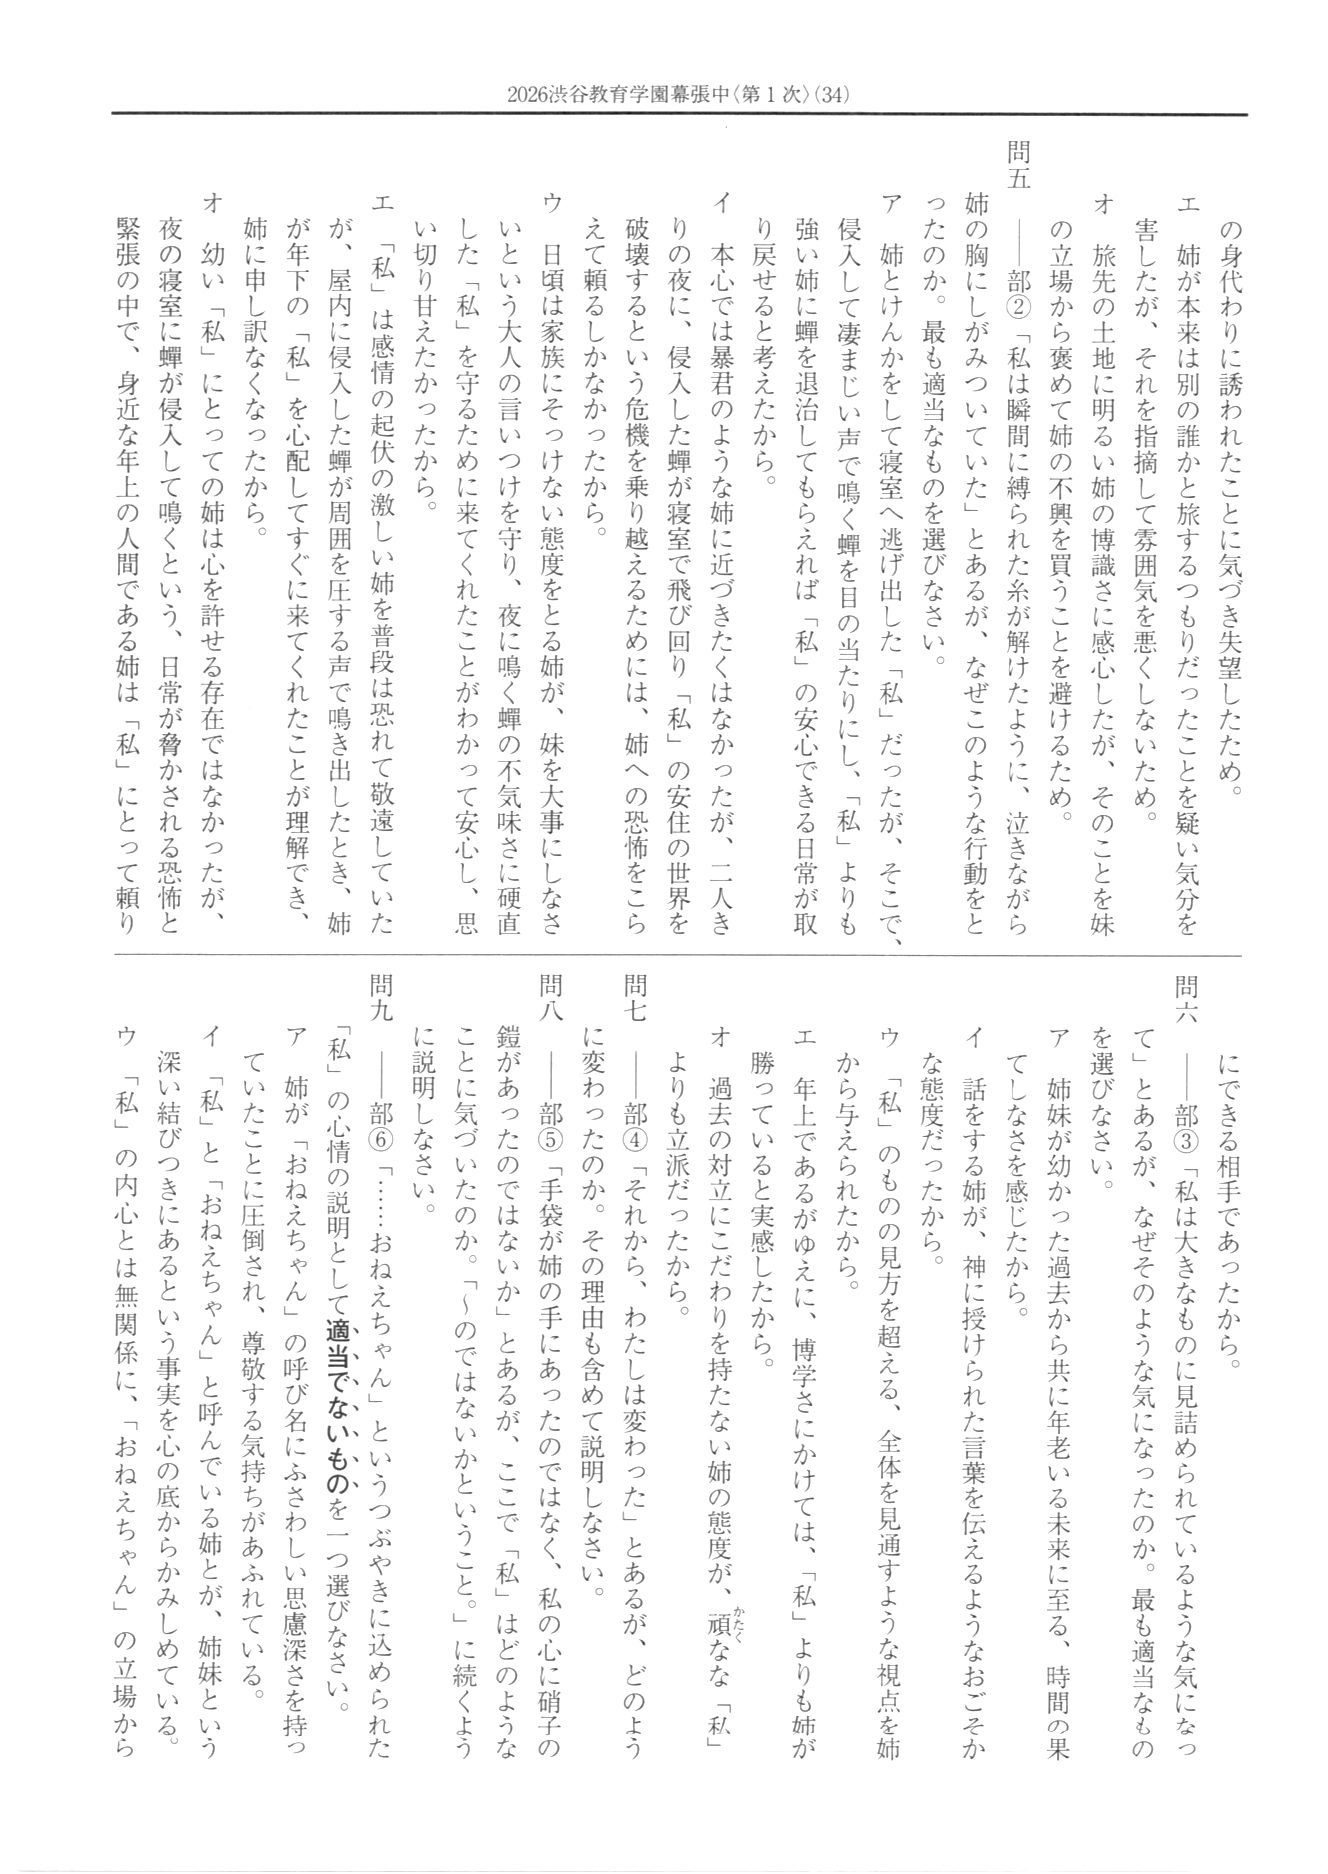 2026渋谷教育学園幕張中〈第1次〉(34)
の身代わりに誘われたことに気づき失望したため。
エ　姉が本来は別の誰かと旅するつもりだったことを疑い気分を
害したが、それを指摘して雰囲気を悪くしないため。
オ　旅先の土地に明るい姉の博識さに感心したが、そのことを妹
の立場から褒めて姉の不興を買うことを避けるため。
問五　――部②「私は瞬間に縛られた糸が解けたように、泣きながら
姉の胸にしがみついていた」とあるが、なぜこのような行動をと
ったのか。最も適当なものを選びなさい。
ア　姉とけんかをして寝室へ逃げ出した「私」だったが、そこで、
侵入して凄まじい声で鳴く蟬を目の当たりにし、「私」よりも
強い姉に蟬を退治してもらえれば「私」の安心できる日常が取
り戻せると考えたから。
イ　本心では暴君のような姉に近づきたくはなかったが、二人き
りの夜に、侵入した蟬が寝室で飛び回り「私」の安住の世界を
破壊するという危機を乗り越えるためには、姉への恐怖をこら
えて頼るしかなかったから。
ウ　日頃は家族にそっけない態度をとる姉が、妹を大事にしなさ
いという大人の言いつけを守り、夜に鳴く蟬の不気味さに硬直
した「私」を守るために来てくれたことがわかって安心し、思
い切り甘えたかったから。
エ　「私」は感情の起伏の激しい姉を普段は恐れて敬遠していた
が、屋内に侵入した蟬が周囲を圧する声で鳴き出したとき、姉
が年下の「私」を心配してすぐに来てくれたことが理解でき、
姉に申し訳なくなったから。
オ　幼い「私」にとっての姉は心を許せる存在ではなかったが、
夜の寝室に蟬が侵入して鳴くという、日常が脅かされる恐怖と
緊張の中で、身近な年上の人間である姉は「私」にとって頼り
にできる相手であったから。
問六　――部③「私は大きなものに見詰められているような気になっ
て」とあるが、なぜそのような気になったのか。最も適当なもの
を選びなさい。
ア　姉妹が幼かった過去から共に年老いる未来に至る、時間の果
てしなさを感じたから。
イ　話をする姉が、神に授けられた言葉を伝えるようなおごそか
な態度だったから。
ウ　「私」のものの見方を超える、全体を見通すような視点を姉
から与えられたから。
エ　年上であるがゆえに、博学さにかけては、「私」よりも姉が
勝っていると実感したから。
オ　過去の対立にこだわりを持たない姉の態度が、頑なな「私」
かたく
よりも立派だったから。
問七　――部④「それから、わたしは変わった」とあるが、どのよう
に変わったのか。その理由も含めて説明しなさい。
問八　――部⑤「手袋が姉の手にあったのではなく、私の心に硝子の
鎧があったのではないか」とあるが、ここで「私」はどのような
ことに気づいたのか。「〜のではないかということ。」に続くよう
に説明しなさい。
問九　――部⑥「……おねえちゃん」というつぶやきに込められた
「私」の心情の説明として適当でないものを一つ選びなさい。
ア　姉が「おねえちゃん」の呼び名にふさわしい思慮深さを持っ
ていたことに圧倒され、尊敬する気持ちがあふれている。
イ　「私」と「おねえちゃん」と呼んでいる姉とが、姉妹という
深い結びつきにあるという事実を心の底からかみしめている。
ウ　「私」の内心とは無関係に、「おねえちゃん」の立場から